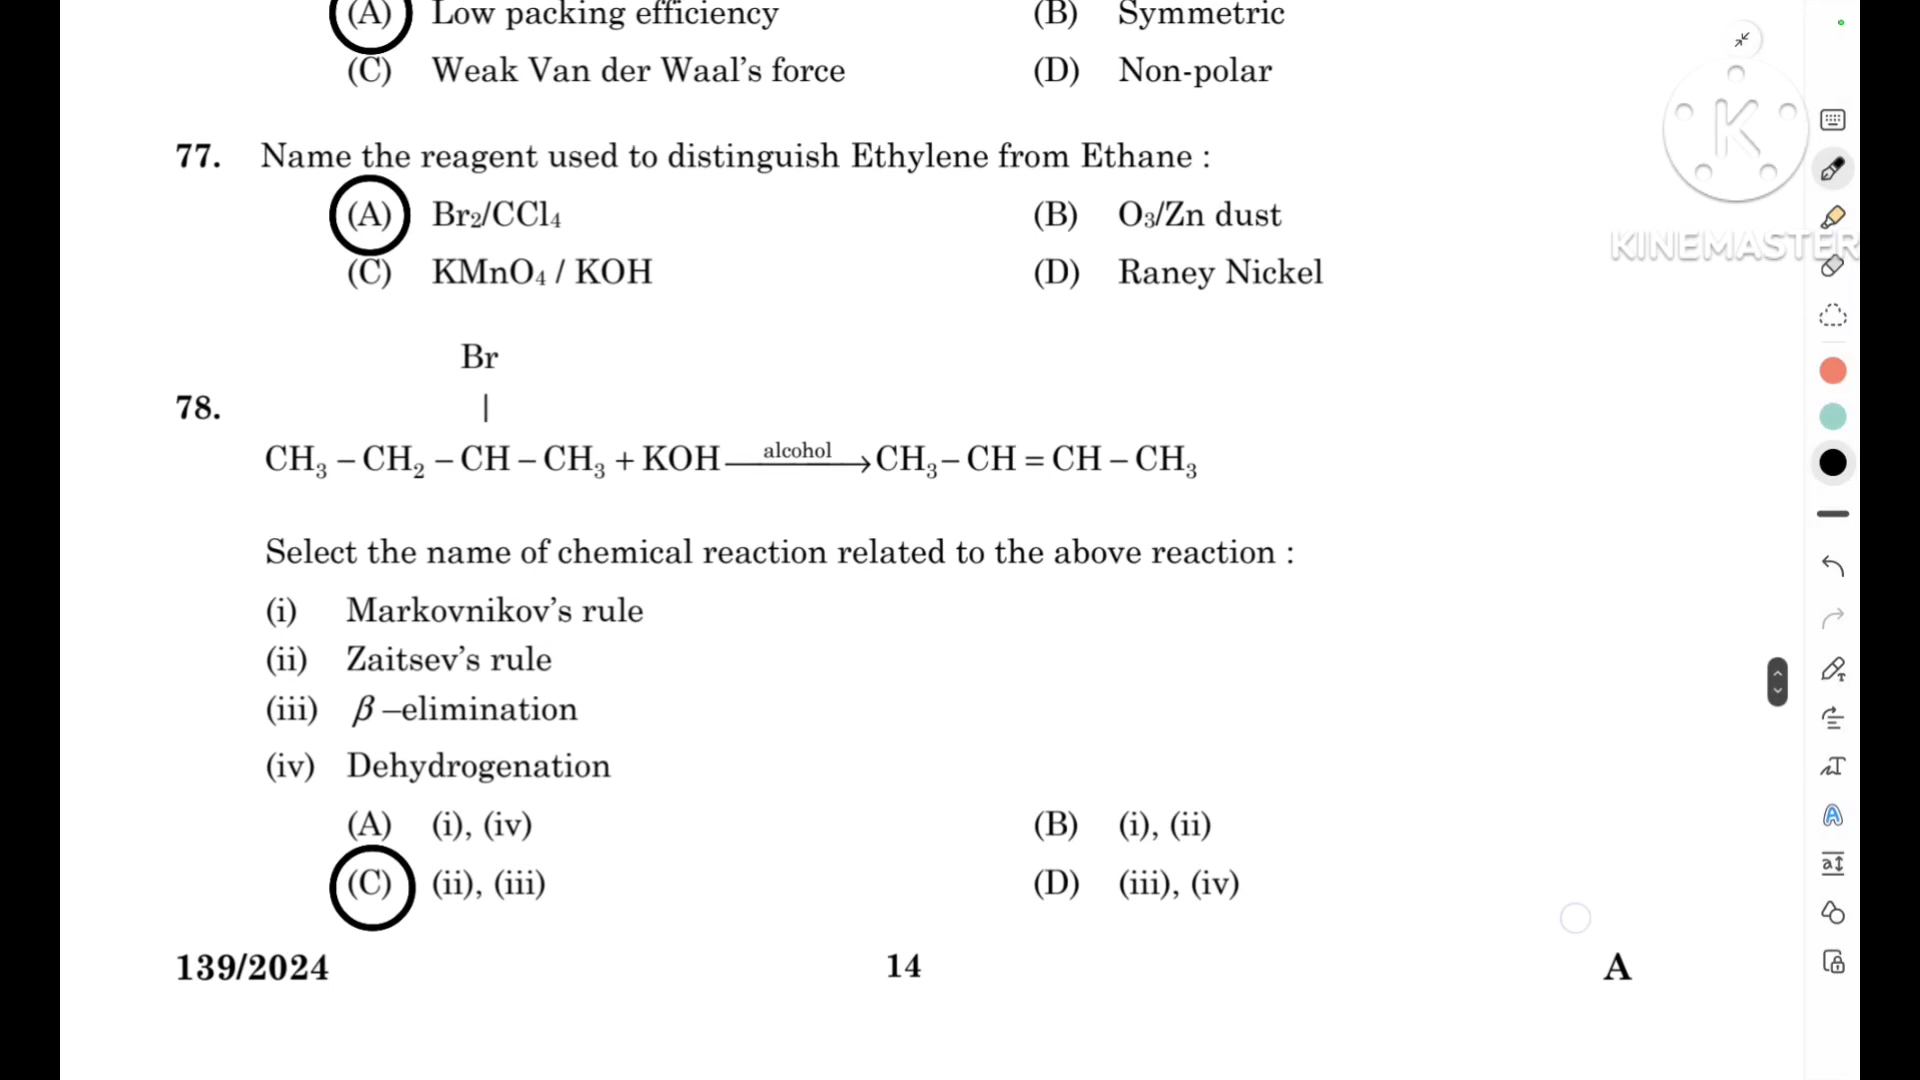 (A) Low packing efficiency (B) Symmetric
(C) Weak Van der Waal’s force (D) Non-polar
77. Name the reagent used to distinguish Ethylene from Ethane :
(A) Br₂/CCl₄ (B) O₃/Zn dust
(C) KMnO₄ / KOH (D) Raney Nickel
Br
78. |
CH₃ – CH₂ – CH – CH₃ + KOH —alcohol→ CH₃ – CH = CH – CH₃
Select the name of chemical reaction related to the above reaction :
(i) Markovnikov’s rule
(ii) Zaitsev’s rule
(iii) β –elimination
(iv) Dehydrogenation
(A) (i), (iv) (B) (i), (ii)
(C) (ii), (iii) (D) (iii), (iv)
139/2024 14 A
K
KINEMASTER